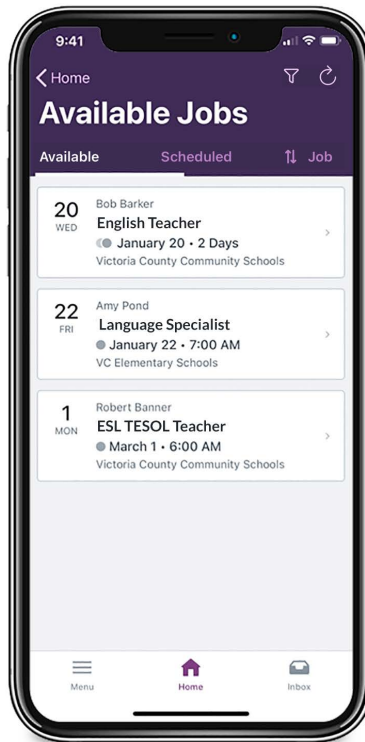 9:41
Home
Available Jobs
Available Scheduled Job
20 Bob Barker
WED English Teacher
January 20 • 2 Days
Victoria County Community Schools
22 Amy Pond
FRI Language Specialist
January 22 • 7:00 AM
VC Elementary Schools
1 Robert Banner
MON ESL TESOL Teacher
March 1 • 6:00 AM
Victoria County Community Schools
Menu Home Inbox